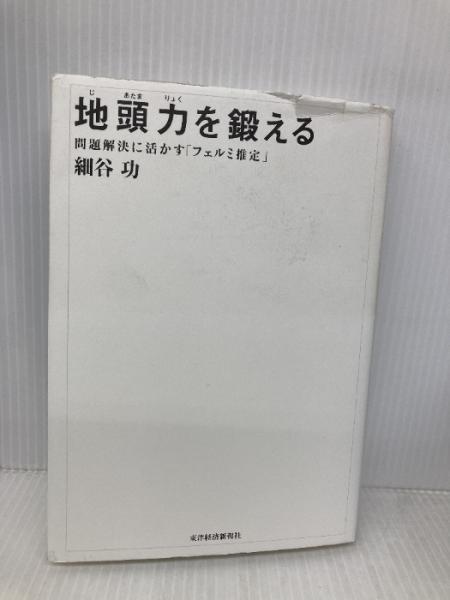 じ あたま りょく
地頭力を鍛える
問題解決に活かす「フェルミ推定」
細谷 功
東洋経済新報社